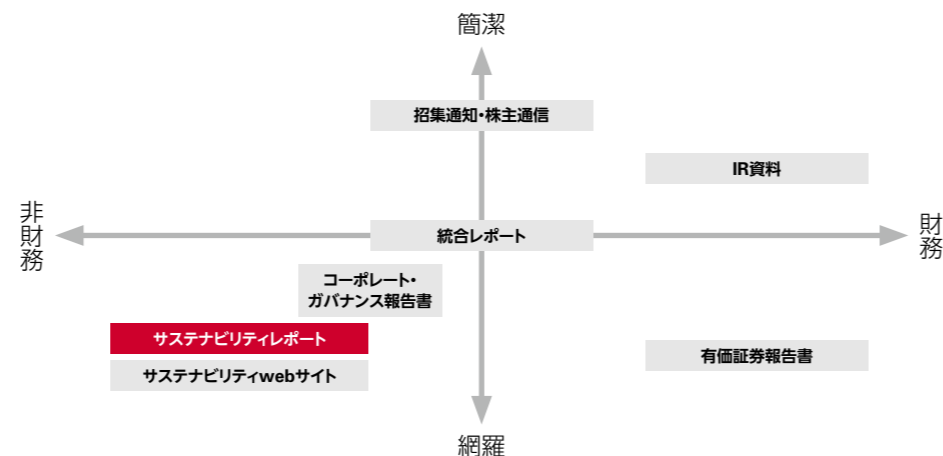 簡潔
招集通知・株主通信
IR資料
非財務
統合レポート
財務
コーポレート・
ガバナンス報告書
サステナビリティレポート
有価証券報告書
サステナビリティwebサイト
網羅